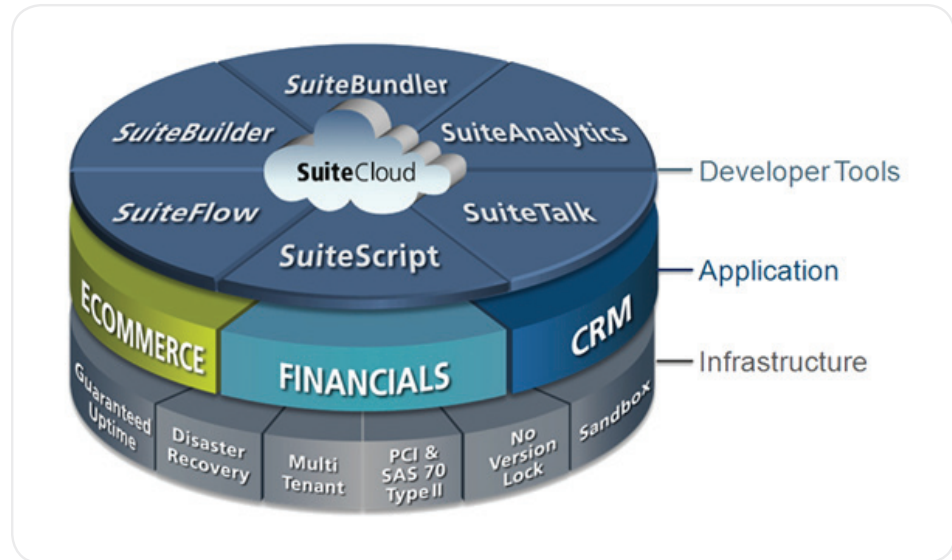 SuiteBundler
SuiteBuilder
SuiteAnalytics
SuiteCloud
SuiteFlow
SuiteTalk
SuiteScript
Developer Tools
Application
Infrastructure
ECOMMERCE
FINANCIALS
CRM
Guaranteed
Uptime
Disaster
Recovery
Multi
Tenant
PCI &
SAS 70
Type II
No
Version
Lock
Sandbox